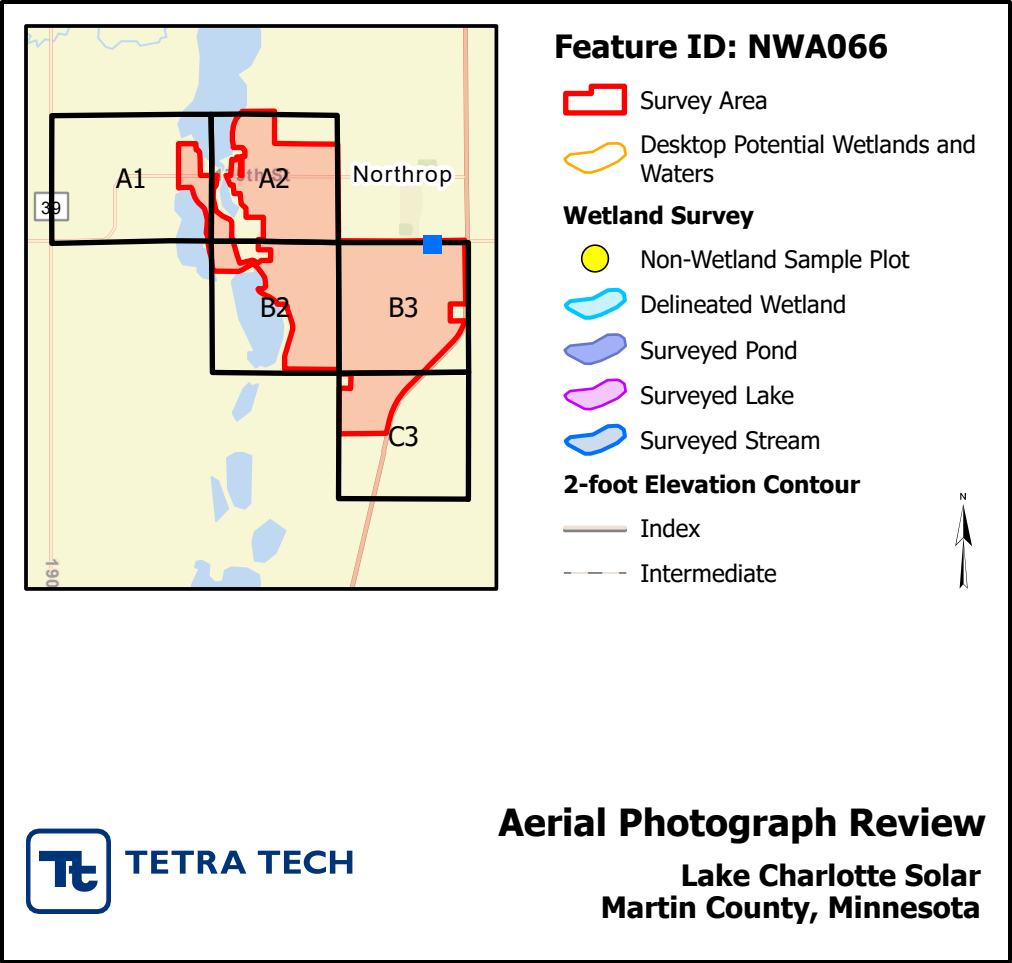 Feature ID: NWA066
Survey Area
Desktop Potential Wetlands and
Waters
Wetland Survey
Non-Wetland Sample Plot
Delineated Wetland
Surveyed Pond
Surveyed Lake
Surveyed Stream
2-foot Elevation Contour
Index
Intermediate
N
A1
A2
Northrop
39
B2
B3
C3
190
Tt
TETRA TECH
Aerial Photograph Review
Lake Charlotte Solar
Martin County, Minnesota